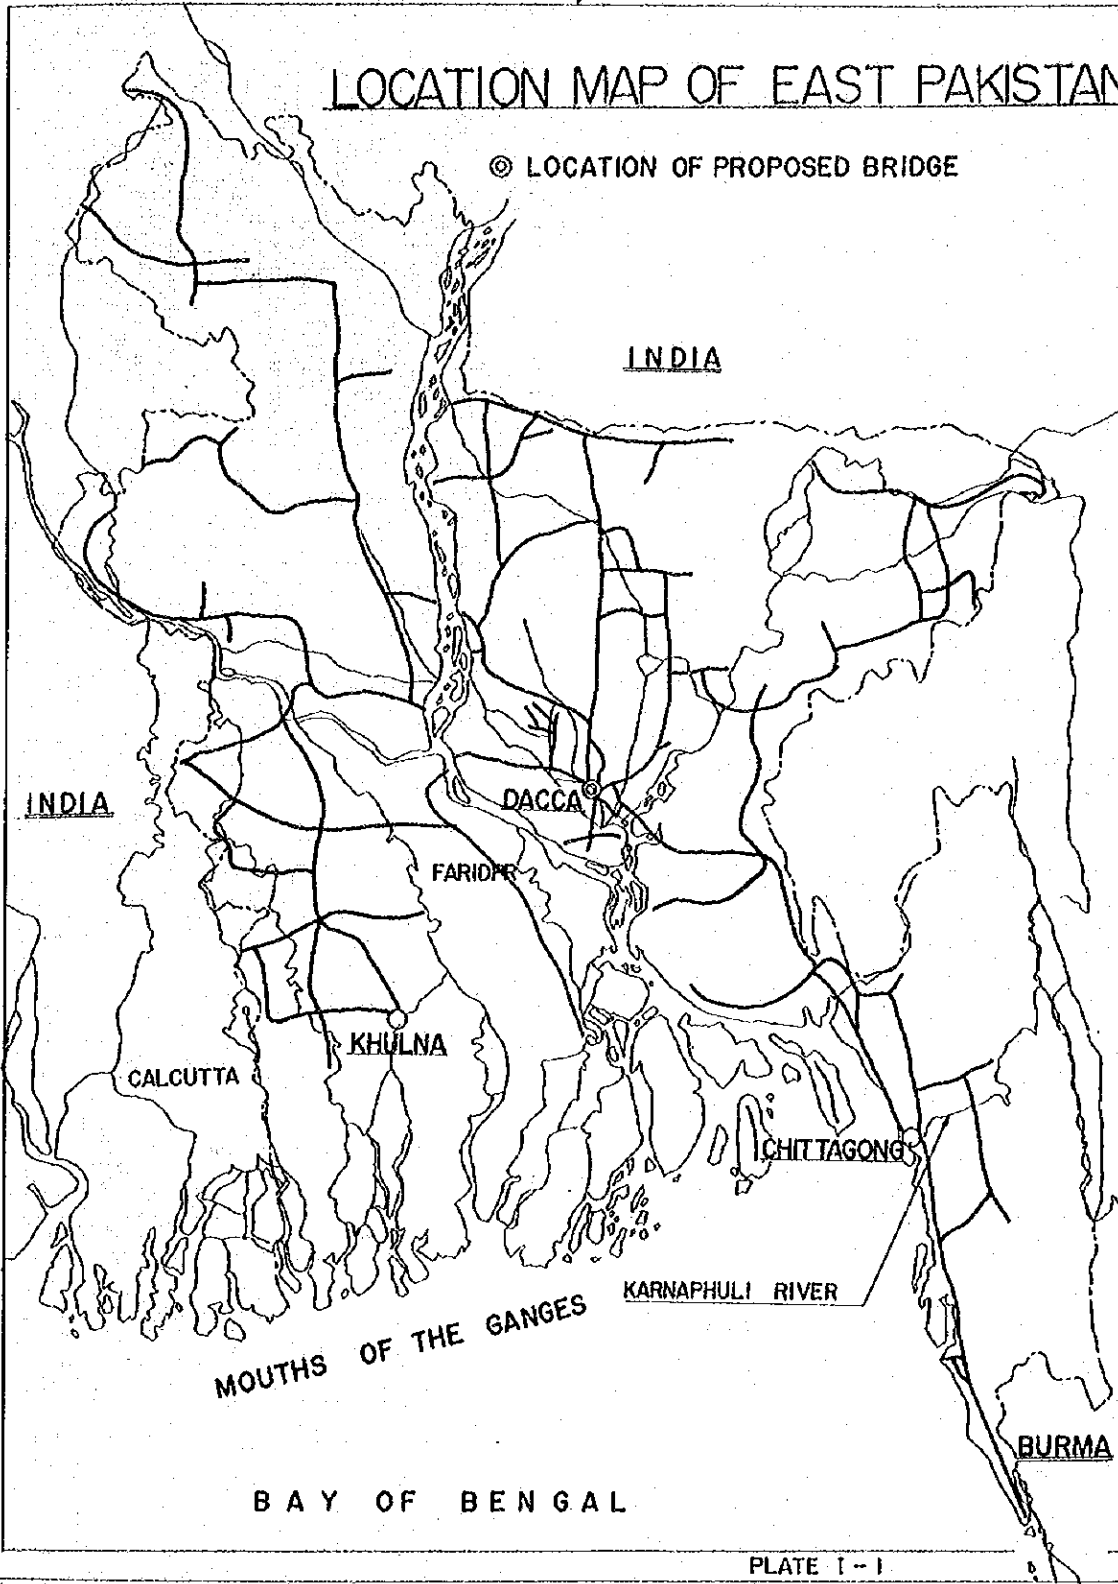 LOCATION MAP OF EAST PAKISTAN
◎ LOCATION OF PROPOSED BRIDGE
INDIA
INDIA
DACCA
FARIDPR
KHULNA
CALCUTTA
CHITTAGONG
KARNAPHULI RIVER
MOUTHS OF THE GANGES
BURMA
BAY OF BENGAL
PLATE I-1